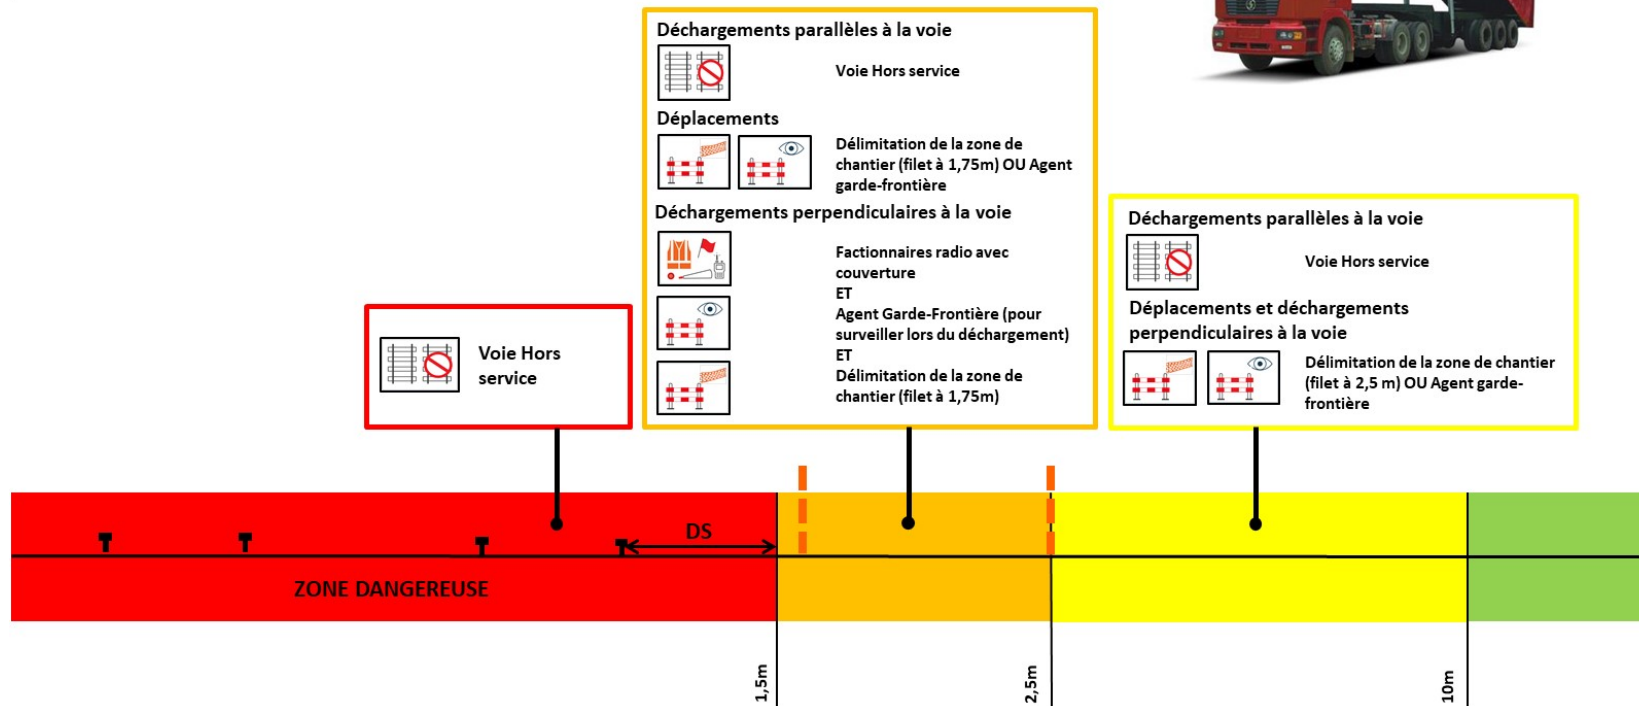 Déchargements parallèles à la voie
Voie Hors service
Déplacements
Délimitation de la zone de
chantier (filet à 1,75m) OU Agent
garde-frontière
Déchargements perpendiculaires à la voie
Factionnaires radio avec
couverture
ET
Agent Garde-Frontière (pour
surveiller lors du déchargement)
ET
Délimitation de la zone de
chantier (filet à 1,75m)
Déchargements parallèles à la voie
Voie Hors service
Déplacements et déchargements
perpendiculaires à la voie
Délimitation de la zone de chantier
(filet à 2,5 m) OU Agent garde-
frontière
Voie Hors
service
DS
ZONE DANGEREUSE
1,5m
2,5m
10m